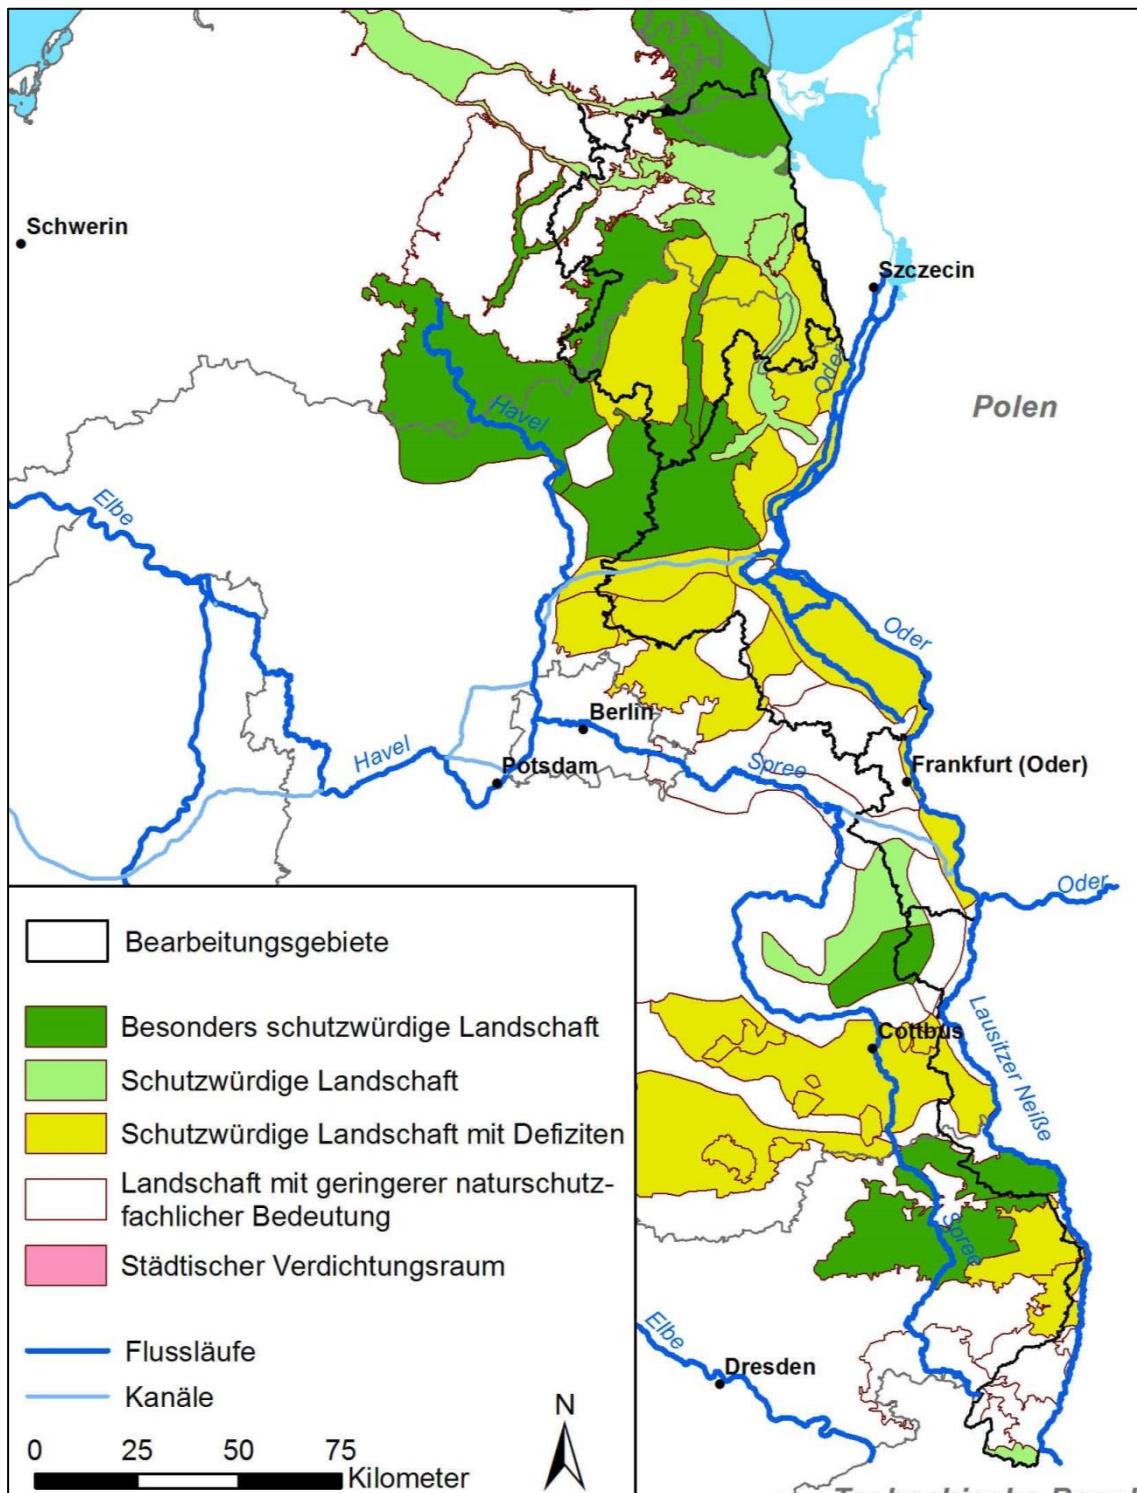 Schwerin
Szczecin
Oder
Polen
Havel
Elbe
Oder
Berlin
Havel
Potsdam
Spree
Frankfurt (Oder)
Oder
Bearbeitungsgebiete
Besonders schutzwürdige Landschaft
Schutzwürdige Landschaft
Schutzwürdige Landschaft mit Defiziten
Landschaft mit geringerer naturschutz-
fachlicher Bedeutung
Städtischer Verdichtungsraum
Flussläufe
Kanäle
0 25 50 75
Kilometer
N
Lausitzer Neiße
Cottbus
Spree
Elbe
Dresden